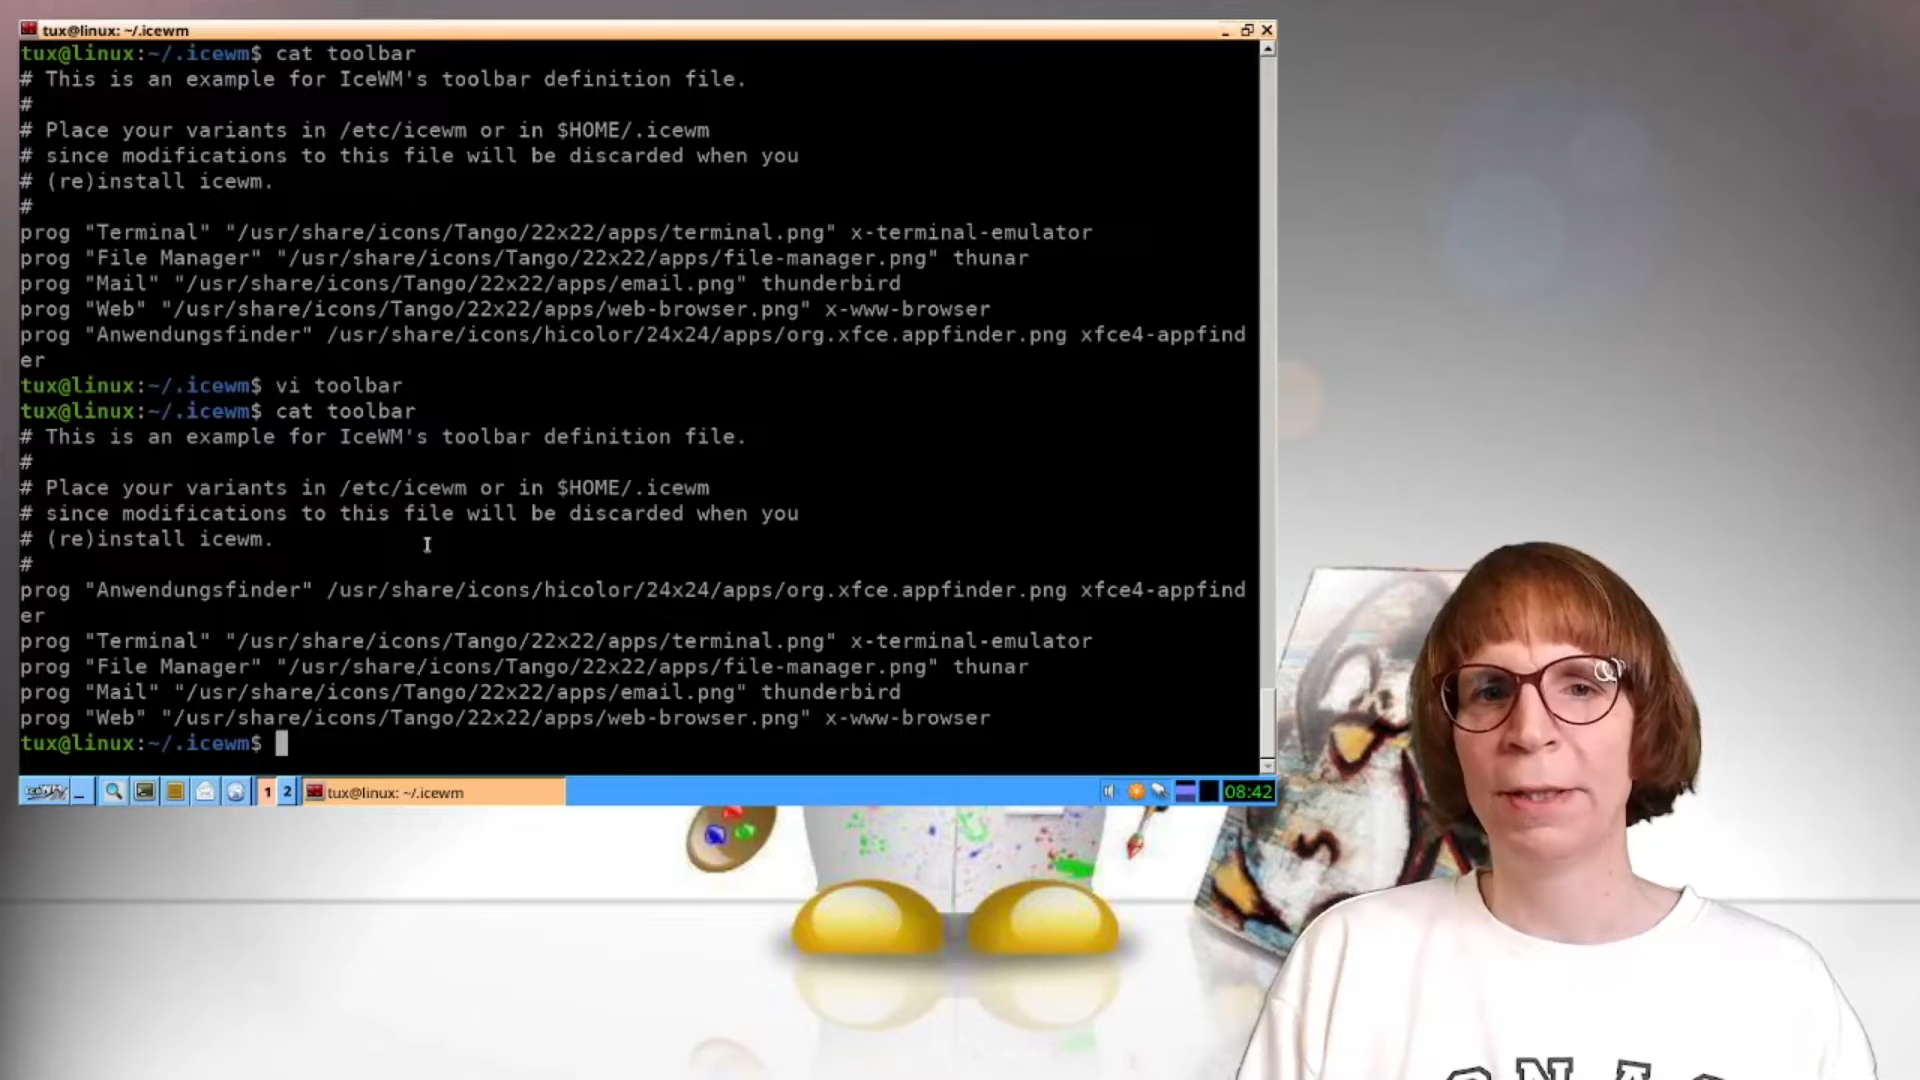 tux@linux: ~/.icewm
tux@linux:~/.icewm$ cat toolbar
# This is an example for IceWM's toolbar definition file.
#
# Place your variants in /etc/icewm or in $HOME/.icewm
# since modifications to this file will be discarded when you
# (re)install icewm.
#
prog "Terminal" "/usr/share/icons/Tango/22x22/apps/terminal.png" x-terminal-emulator
prog "File Manager" "/usr/share/icons/Tango/22x22/apps/file-manager.png" thunar
prog "Mail" "/usr/share/icons/Tango/22x22/apps/email.png" thunderbird
prog "Web" "/usr/share/icons/Tango/22x22/apps/web-browser.png" x-www-browser
prog "Anwendungsfinder" /usr/share/icons/hicolor/24x24/apps/org.xfce.appfinder.png xfce4-appfind
er
tux@linux:~/.icewm$ vi toolbar
tux@linux:~/.icewm$ cat toolbar
# This is an example for IceWM's toolbar definition file.
#
# Place your variants in /etc/icewm or in $HOME/.icewm
# since modifications to this file will be discarded when you
# (re)install icewm.
#
prog "Anwendungsfinder" /usr/share/icons/hicolor/24x24/apps/org.xfce.appfinder.png xfce4-appfind
er
prog "Terminal" "/usr/share/icons/Tango/22x22/apps/terminal.png" x-terminal-emulator
prog "File Manager" "/usr/share/icons/Tango/22x22/apps/file-manager.png" thunar
prog "Mail" "/usr/share/icons/Tango/22x22/apps/email.png" thunderbird
prog "Web" "/usr/share/icons/Tango/22x22/apps/web-browser.png" x-www-browser
tux@linux:~/.icewm$
1 2 tux@linux: ~/.icewm 08:42